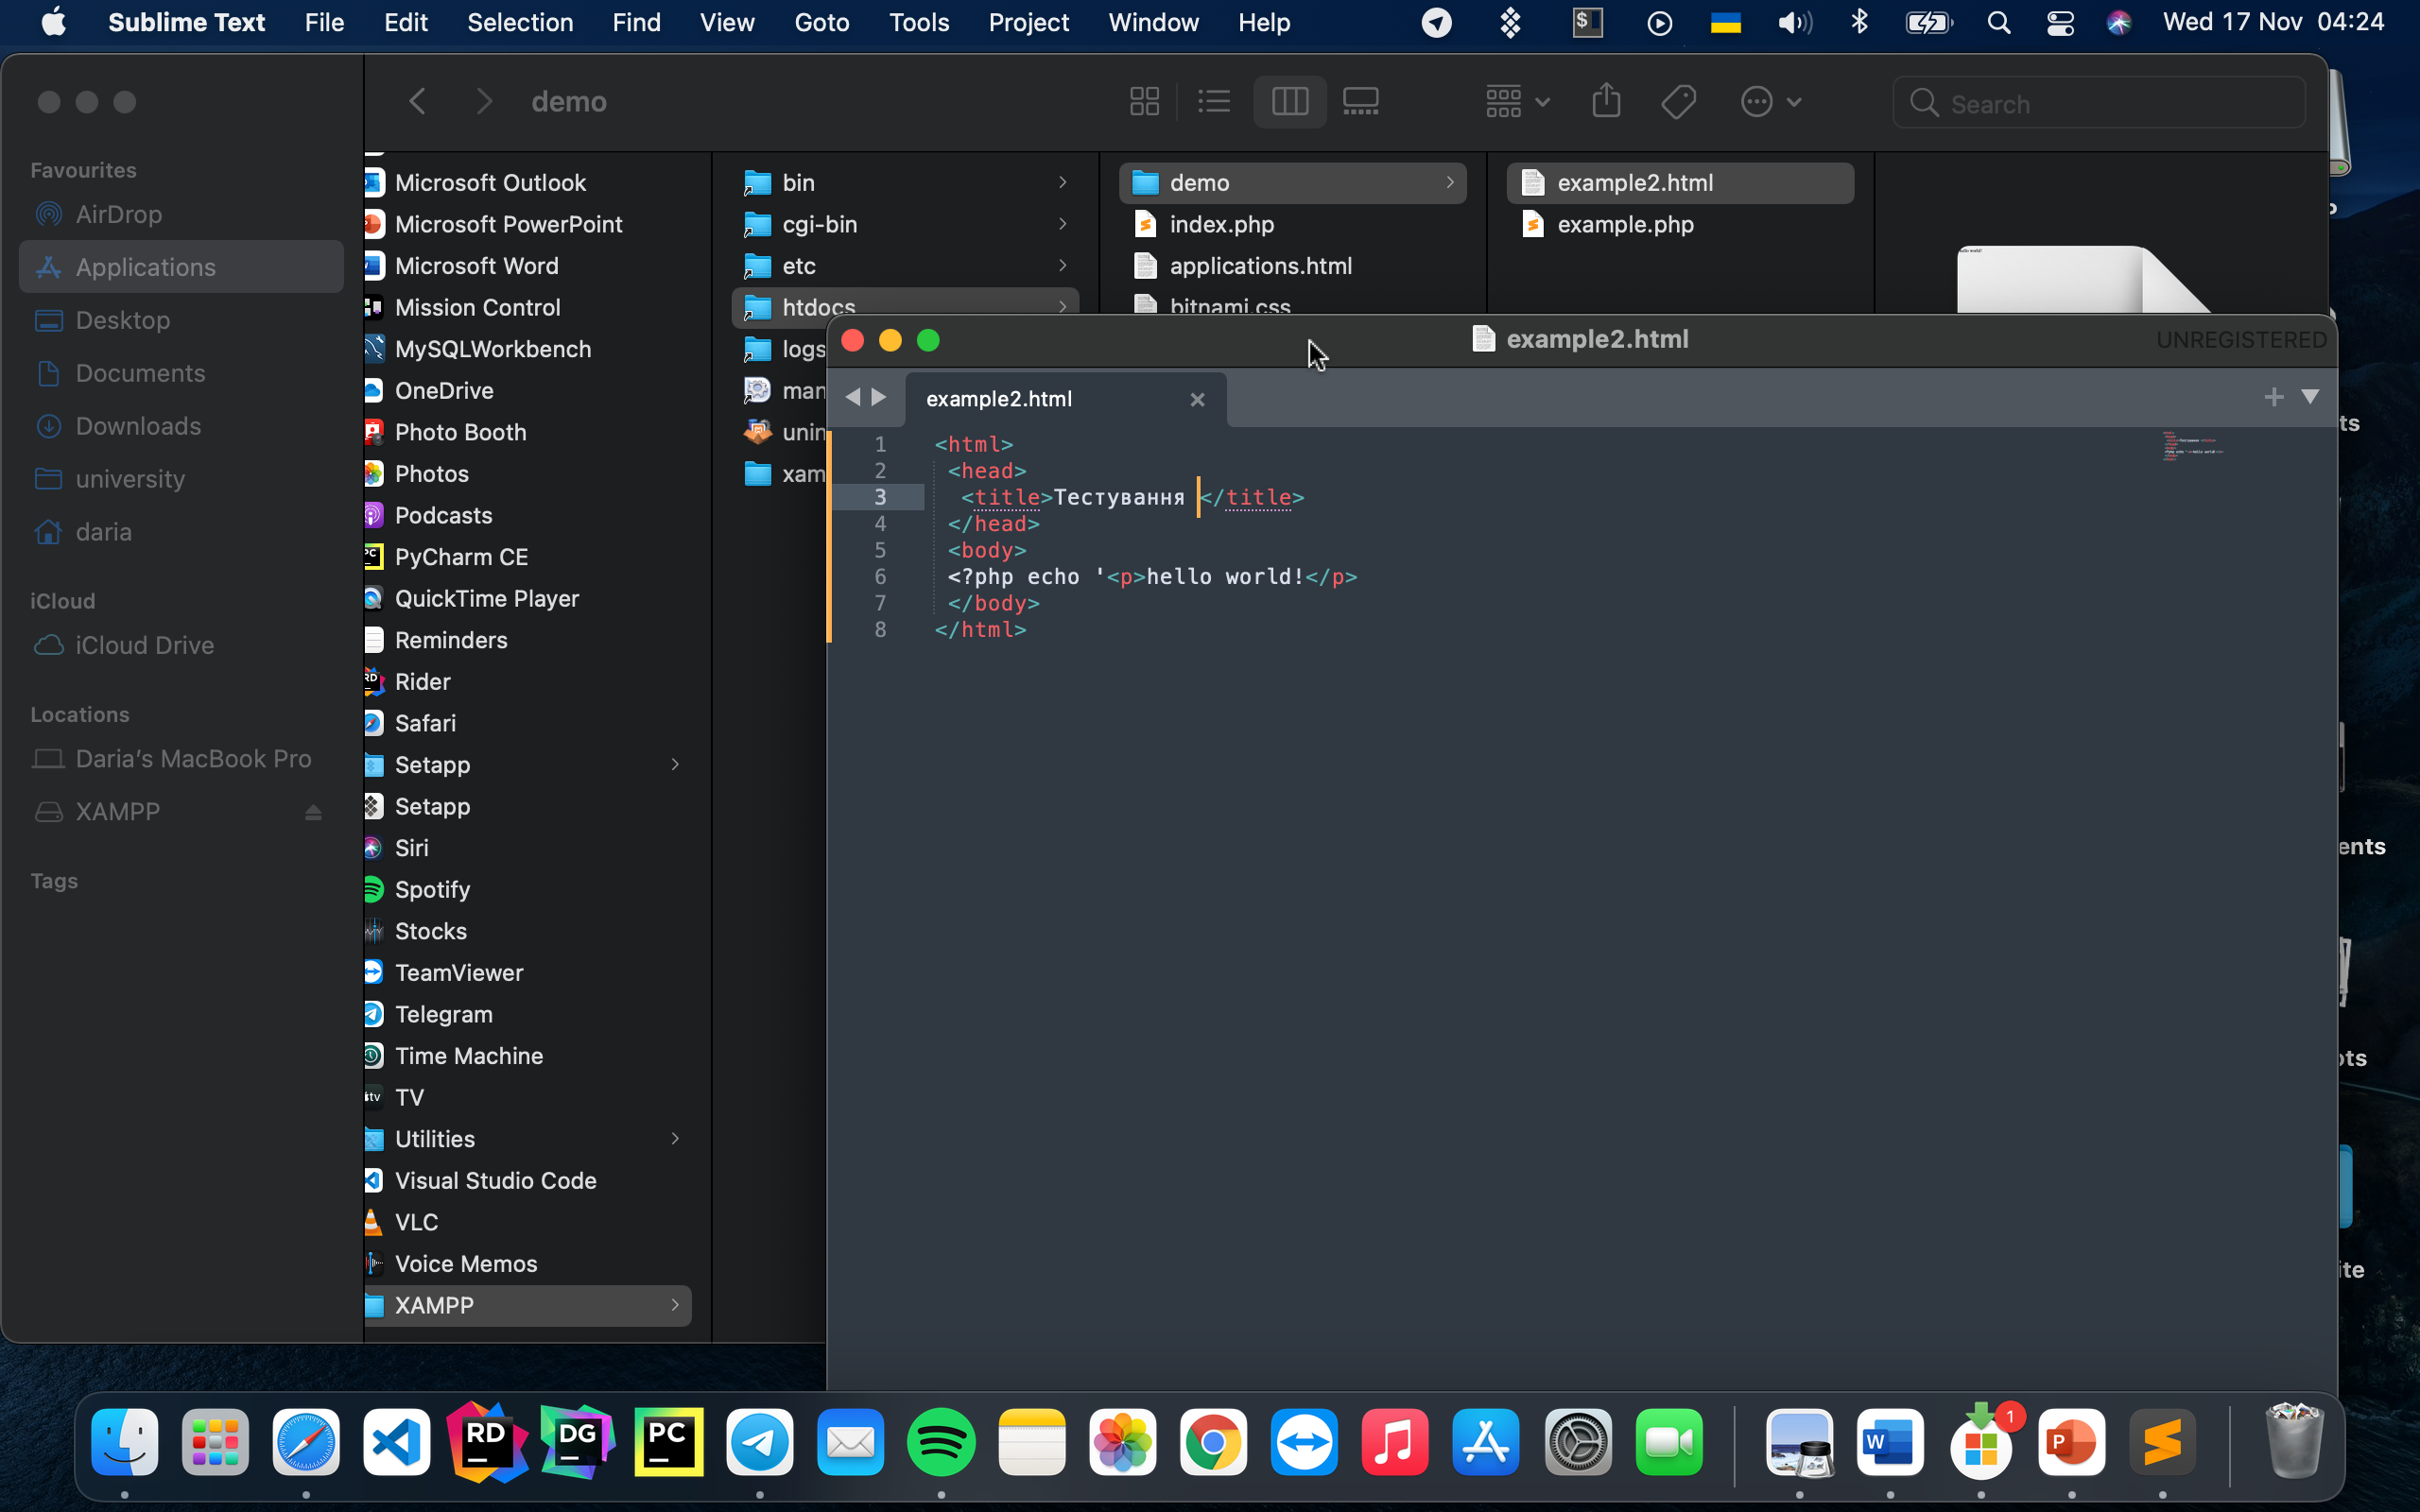 Sublime Text File Edit Selection Find View Goto Tools Project Window Help Wed 17 Nov 04:24
demo
Search
Favourites
AirDrop
Applications
Desktop
Documents
Downloads
university
daria
iCloud
iCloud Drive
Locations
Daria's MacBook Pro
XAMPP
Tags
Microsoft Outlook
Microsoft PowerPoint
Microsoft Word
Mission Control
MySQLWorkbench
OneDrive
Photo Booth
Photos
Podcasts
PyCharm CE
QuickTime Player
Reminders
Rider
Safari
Setapp
Setapp
Siri
Spotify
Stocks
TeamViewer
Telegram
Time Machine
TV
Utilities
Visual Studio Code
VLC
Voice Memos
XAMPP
bin
cgi-bin
etc
htdocs
logs
man
unin
xam
demo
index.php
applications.html
bitnami.css
example2.html
example.php
example2.html
UNREGISTERED
example2.html
1 <html>
2 <head>
3 <title>Тестування </title>
4 </head>
5 <body>
6 <?php echo '<p>hello world!</p>
7 </body>
8 </html>
ts
ents
ots
ite
RD
DG
PC
W
1
P